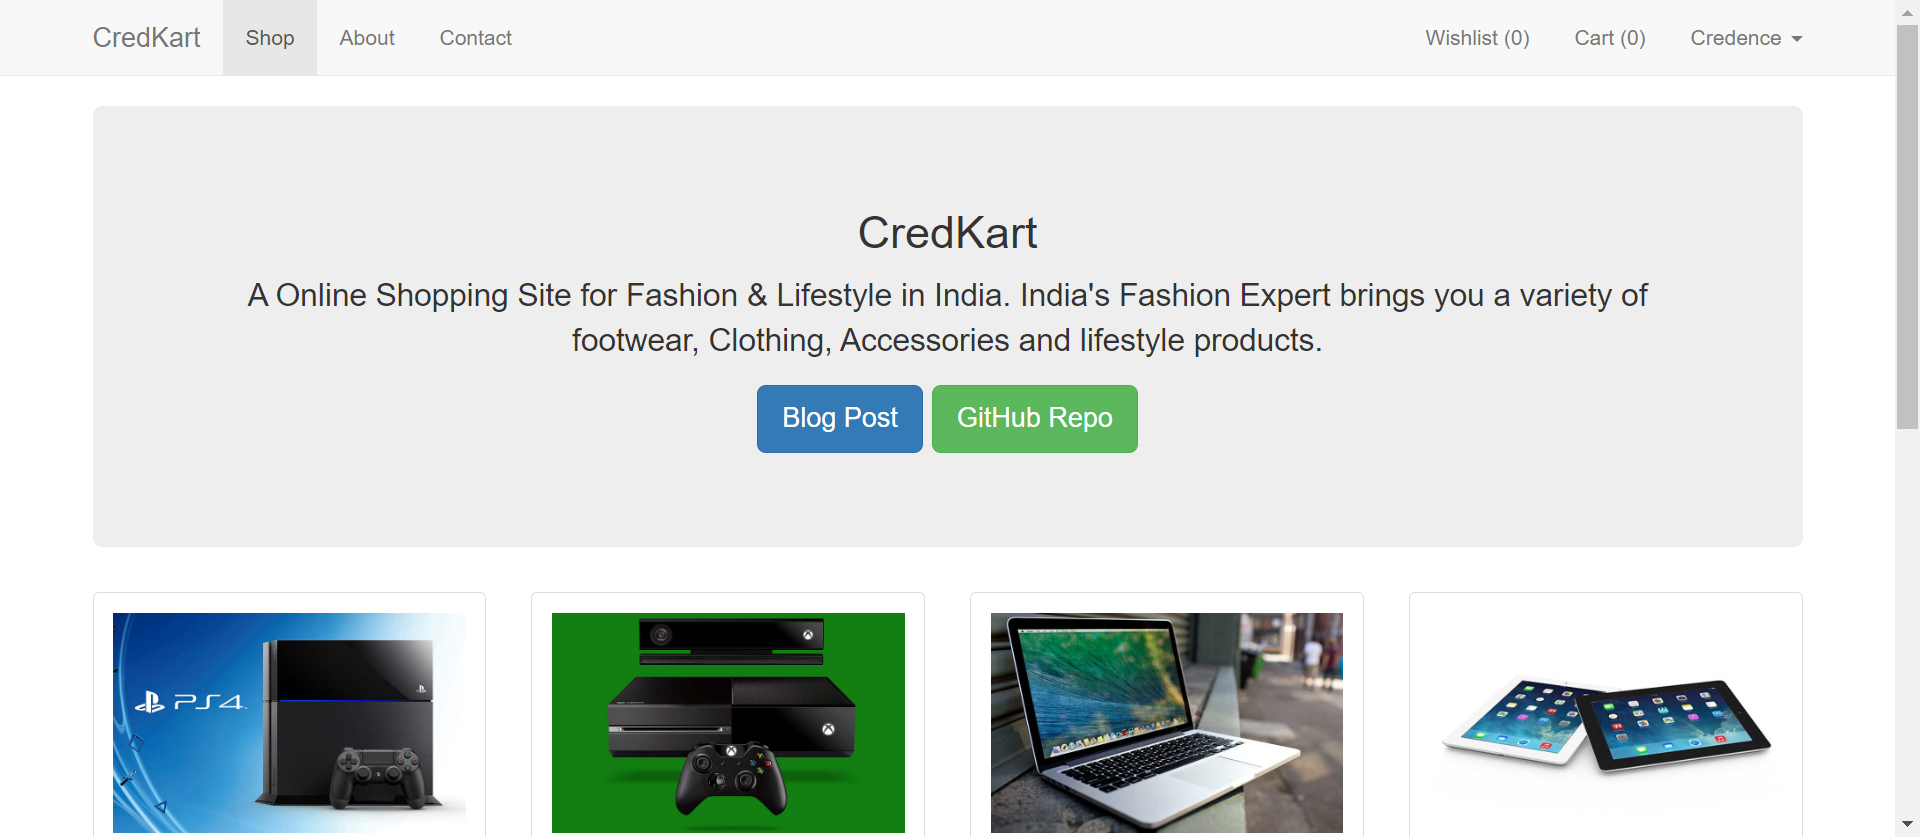 CredKart Shop About Contact Wishlist (0) Cart (0) Credence
CredKart
A Online Shopping Site for Fashion & Lifestyle in India. India's Fashion Expert brings you a variety of
footwear, Clothing, Accessories and lifestyle products.
Blog Post GitHub Repo
PS4